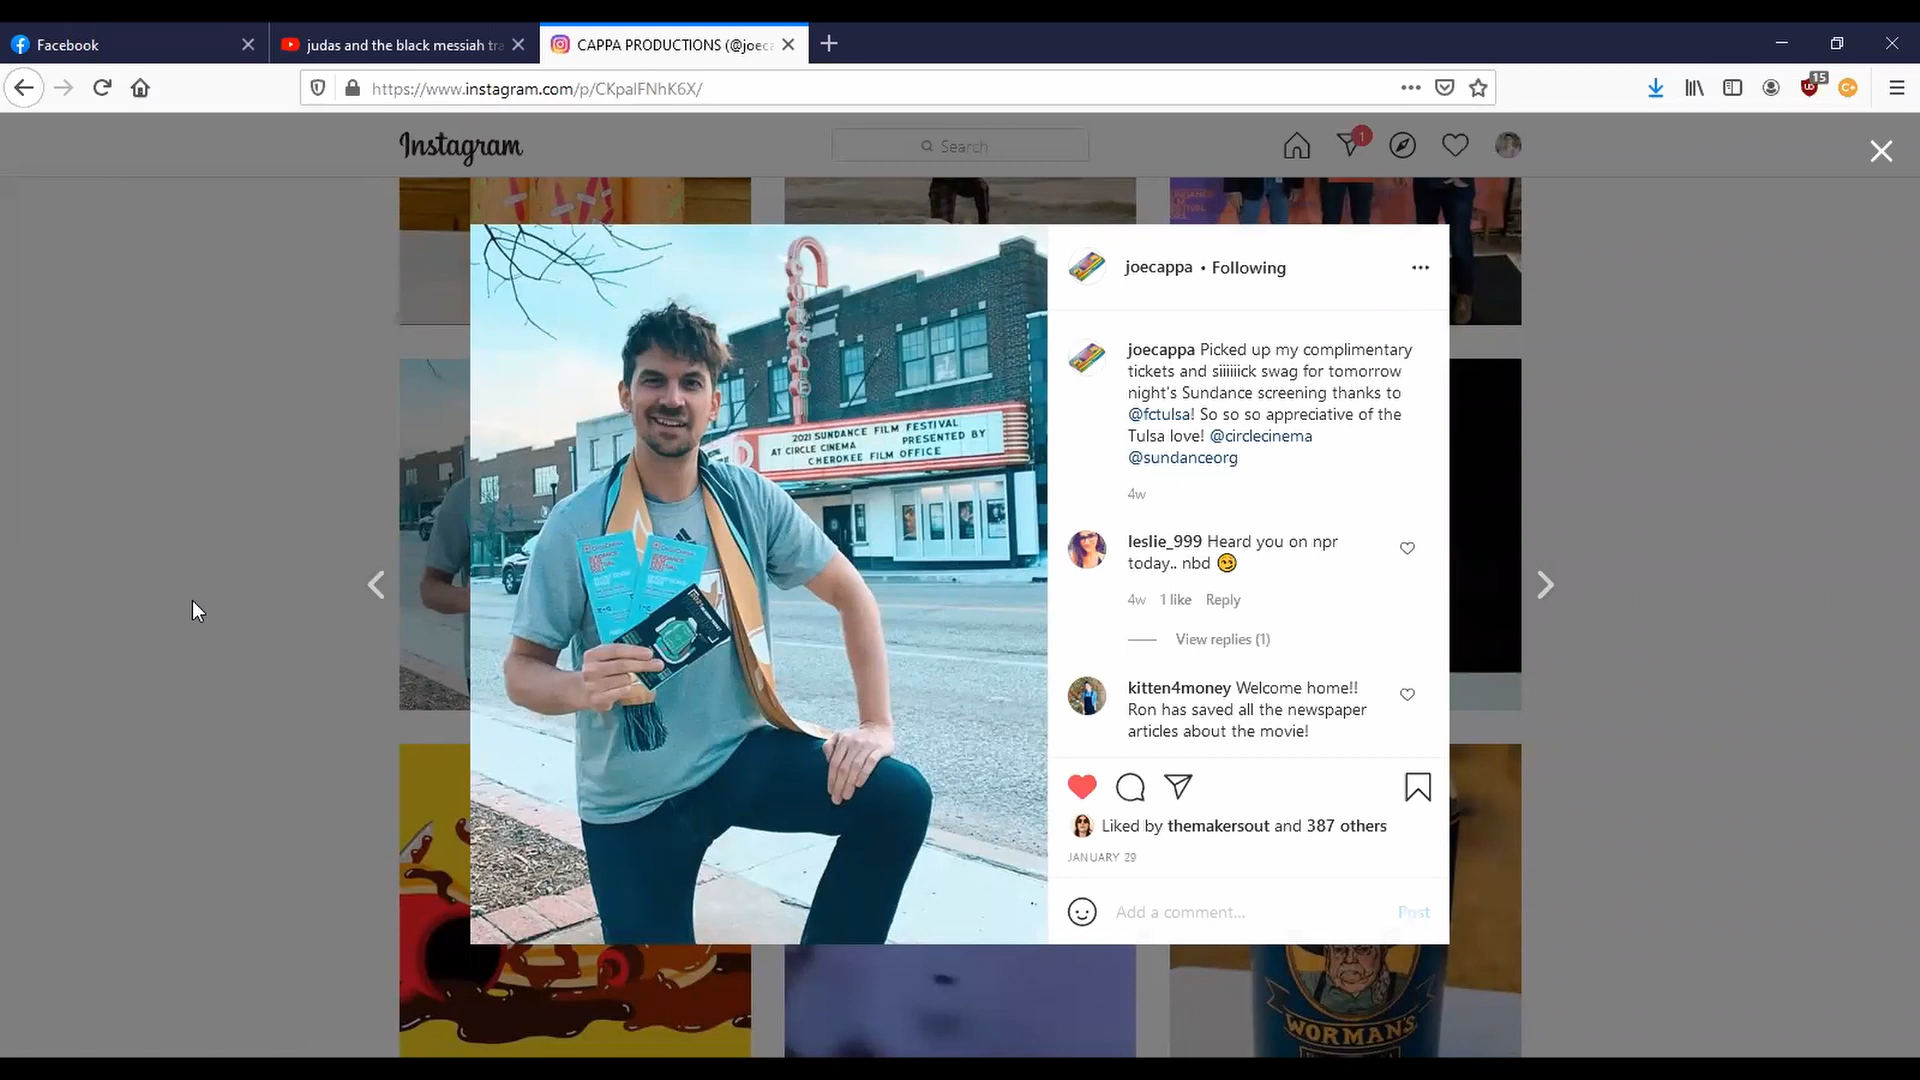 Facebook
judas and the black messiah tra
CAPPA PRODUCTIONS (@joeca
https://www.instagram.com/p/CKpalFNhK6X/
15
Instagram
Search
1
joecappa • Following
CIRCLE
2021 SUNDANCE FILM FESTIVAL
AT CIRCLE CINEMA PRESENTED BY
CHEROKEE FILM OFFICE
joecappa Picked up my complimentary
tickets and siiiiiick swag for tomorrow
night's Sundance screening thanks to
@fctulsa! So so so appreciative of the
Tulsa love! @circlecinema
@sundanceorg
4w
leslie_999 Heard you on npr
today.. nbd 😏
4w 1 like Reply
View replies (1)
kitten4money Welcome home!!
Ron has saved all the newspaper
articles about the movie!
Liked by themakersout and 387 others
JANUARY 29
Add a comment...
Post
WORMAN'S